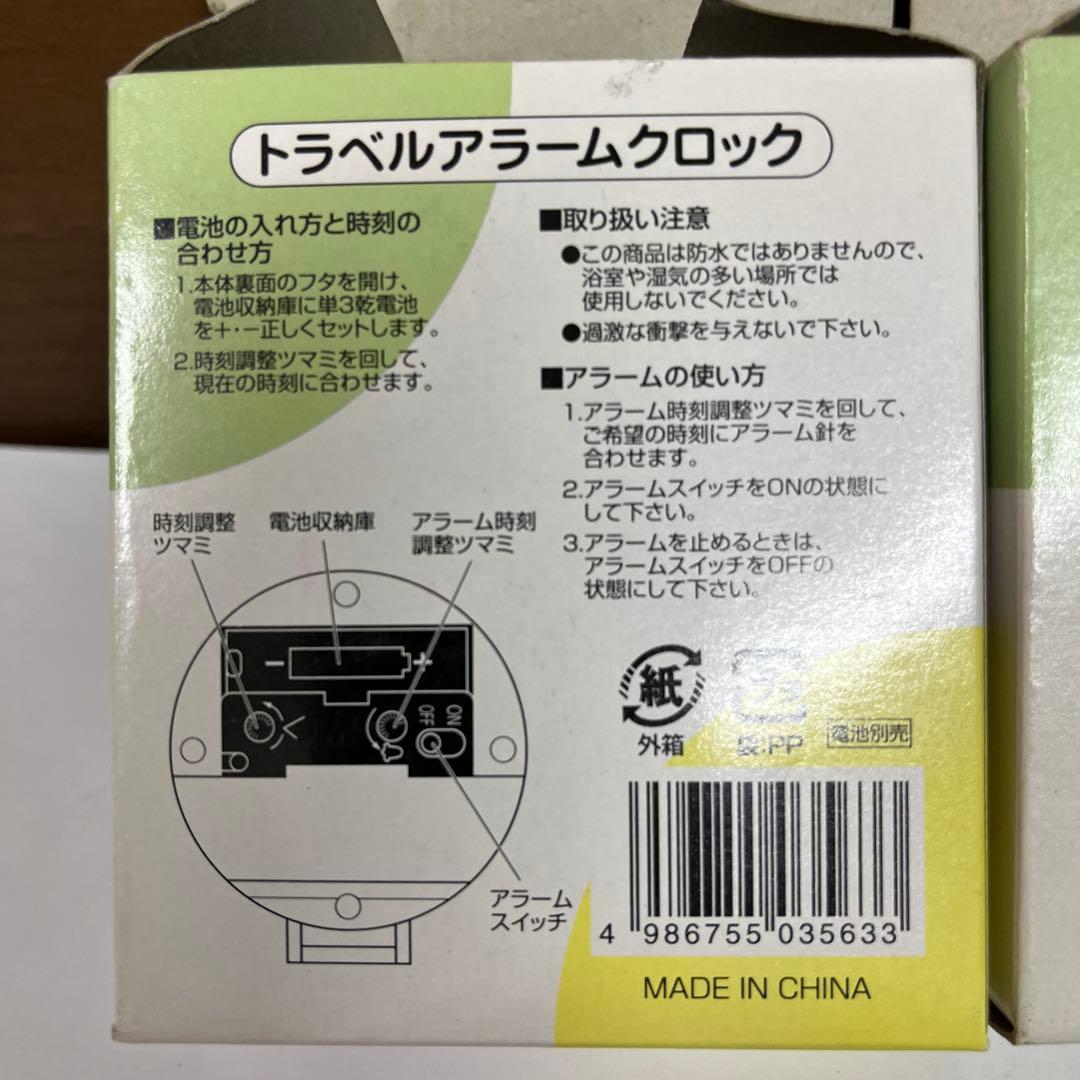 トラベルアラームクロック
■電池の入れ方と時刻の
合わせ方
1.本体裏面のフタを開け、
電池収納庫に単3乾電池
を+・-正しくセットします。
2.時刻調整ツマミを回して、
現在の時刻に合わせます。
■取り扱い注意
●この商品は防水ではありませんので、
浴室や湿気の多い場所では
使用しないでください。
●過激な衝撃を与えないで下さい。
■アラームの使い方
1.アラーム時刻調整ツマミを回して、
ご希望の時刻にアラーム針を
合わせます。
2.アラームスイッチをONの状態に
して下さい。
3.アラームを止めるときは、
アラームスイッチをOFFの
状態にして下さい。
時刻調整
ツマミ
電池収納庫
アラーム時刻
調整ツマミ
- +
OFF
ON
アラーム
スイッチ
紙
外箱
プラ
袋:PP
電池別売
4 986755 035633
MADE IN CHINA